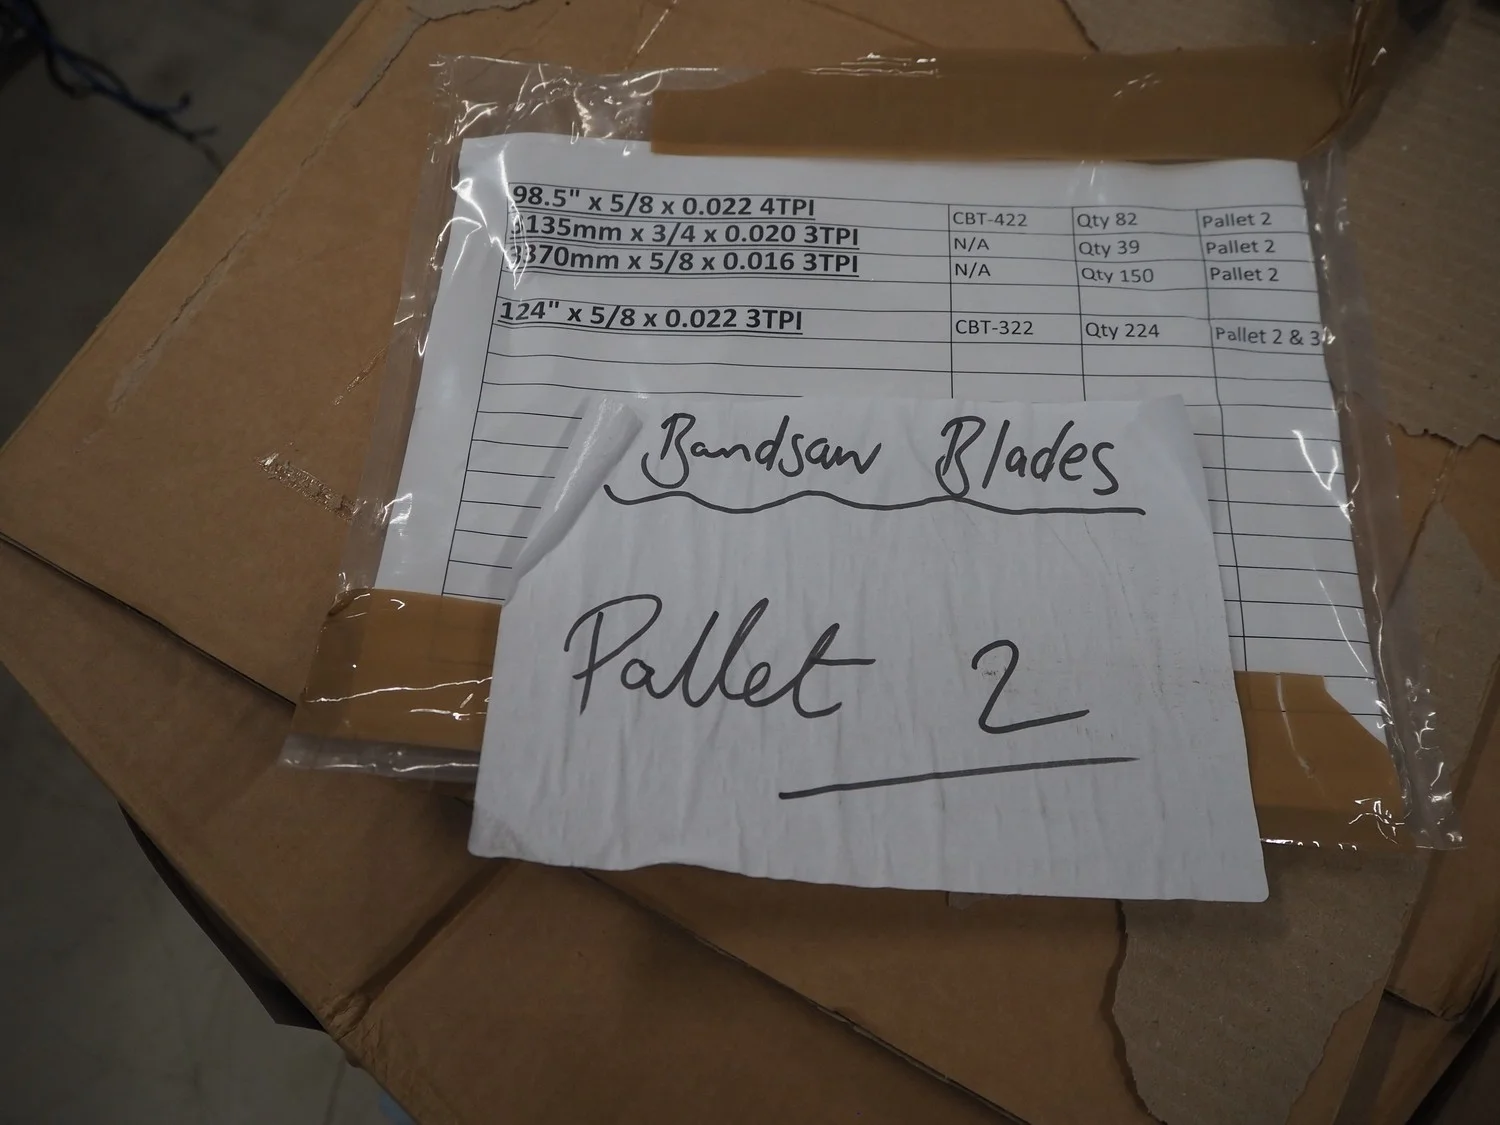 98.5" x 5/8 x 0.022 4TPI CBT-422 Qty 82 Pallet 2
x 3/4 x 0.020 3TPI N/A Qty 39 Pallet 2
x 5/8 x 0.016 3TPI N/A Qty 150 Pallet 2
124" x 5/8 x 0.022 3TPI CBT-322 Qty 224 Pallet 2 & 3
Bandsaw Blades
Pallet 2